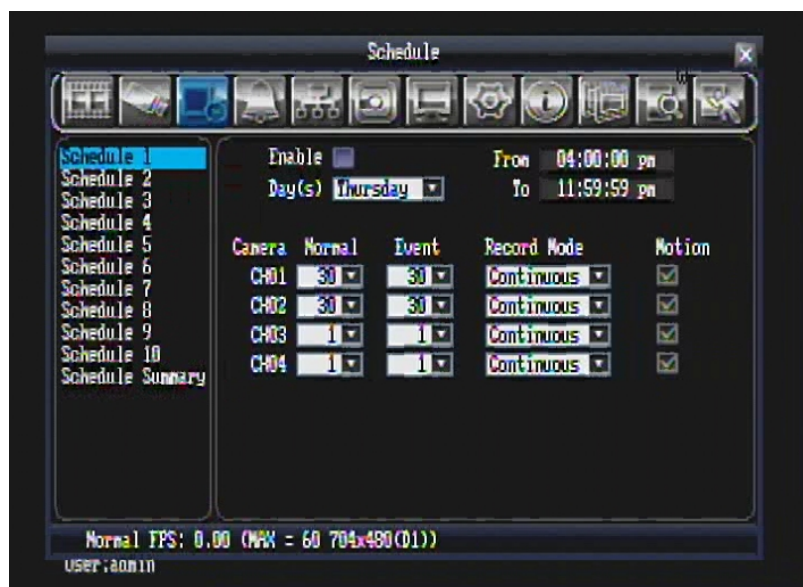 Schedule
Schedule 1
Schedule 2
Schedule 3
Schedule 4
Schedule 5
Schedule 6
Schedule 7
Schedule 8
Schedule 9
Schedule 10
Schedule Summary
Enable From 04:00:00 pm
Day(s) Thursday To 11:59:59 pm
Camera Normal Event Record Mode Motion
CH01 30 30 Continuous
CH02 30 30 Continuous
CH03 1 1 Continuous
CH04 1 1 Continuous
Normal FPS: 0.00 (MAX = 60 704x480(D1))
User:admin